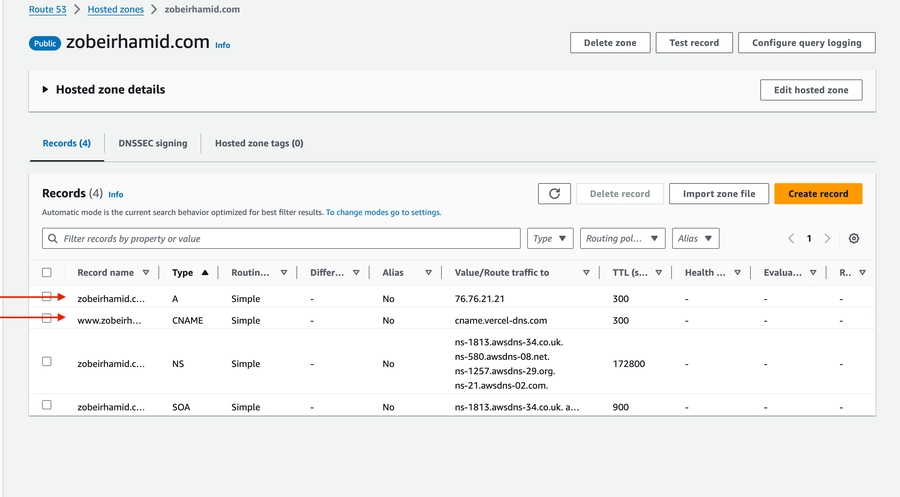 Route 53 > Hosted zones > zobeirhamid.com
Public zobeirhamid.com Info
Delete zone Test record Configure query logging
Hosted zone details
Edit hosted zone
Records (4) DNSSEC signing Hosted zone tags (0)
Records (4) Info
Delete record Import zone file Create record
Automatic mode is the current search behavior optimized for best filter results. To change modes go to settings.
Filter records by property or value
Type Routing pol... Alias
1
Record name Type Routin... Differ... Alias Value/Route traffic to TTL (s... Health ... Evalua... R..
zobeirhamid.c... A Simple - No 76.76.21.21 300 - - -
www.zobeirh... CNAME Simple - No cname.vercel-dns.com 300 - - -
zobeirhamid.c... NS Simple - No
ns-1813.awsdns-34.co.uk.
ns-580.awsdns-08.net.
ns-1257.awsdns-29.org.
ns-21.awsdns-02.com.
172800 - - -
zobeirhamid.c... SOA Simple - No ns-1813.awsdns-34.co.uk. a... 900 - - -